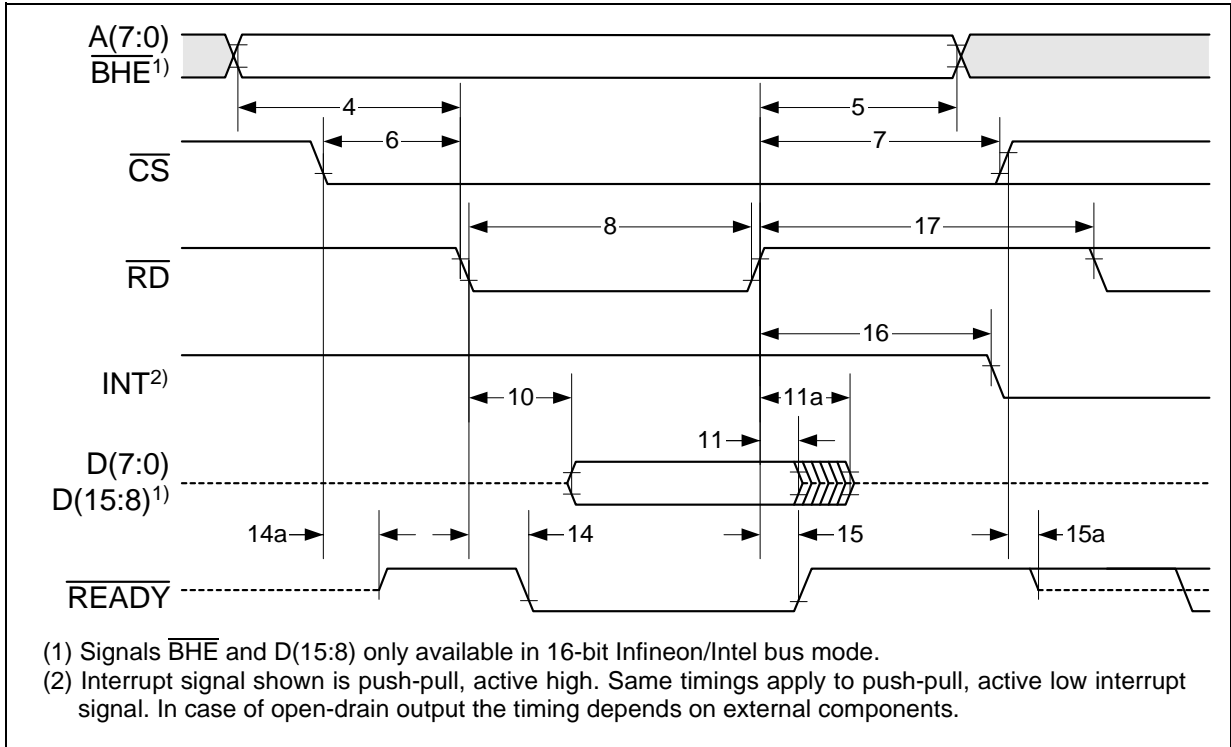 A(7:0)
BHE1)
4
5
6
7
CS
8
17
RD
16
INT2)
10
11a
11
D(7:0)
D(15:8)1)
14a
14
15
15a
READY
(1) Signals BHE and D(15:8) only available in 16-bit Infineon/Intel bus mode.
(2) Interrupt signal shown is push-pull, active high. Same timings apply to push-pull, active low interrupt
signal. In case of open-drain output the timing depends on external components.